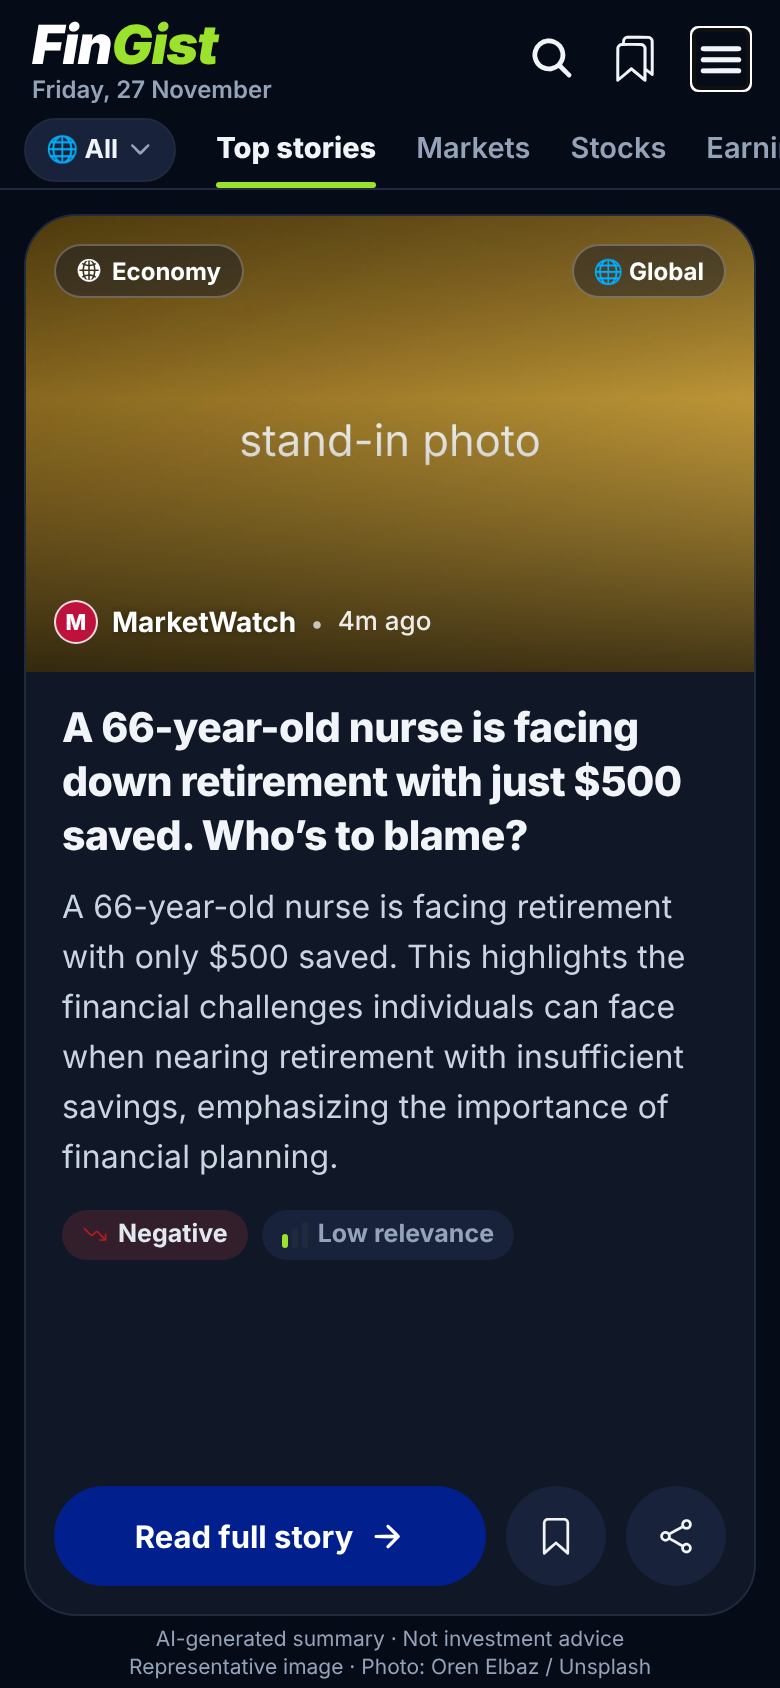 FinGist
Friday, 27 November
All
Top stories
Markets
Stocks
Earni
Economy
Global
stand-in photo
M
MarketWatch • 4m ago
A 66-year-old nurse is facing
down retirement with just $500
saved. Who’s to blame?
A 66-year-old nurse is facing retirement
with only $500 saved. This highlights the
financial challenges individuals can face
when nearing retirement with insufficient
savings, emphasizing the importance of
financial planning.
Negative
Low relevance
Read full story →
AI-generated summary · Not investment advice
Representative image · Photo: Oren Elbaz / Unsplash